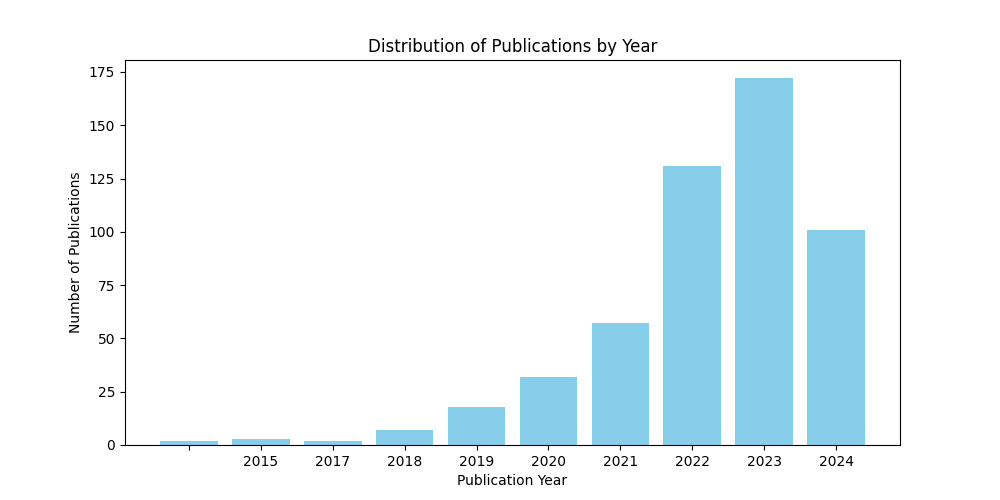 Distribution of Publications by Year
175
150
125
100
75
50
25
0
Number of Publications
2015 2017 2018 2019 2020 2021 2022 2023 2024
Publication Year